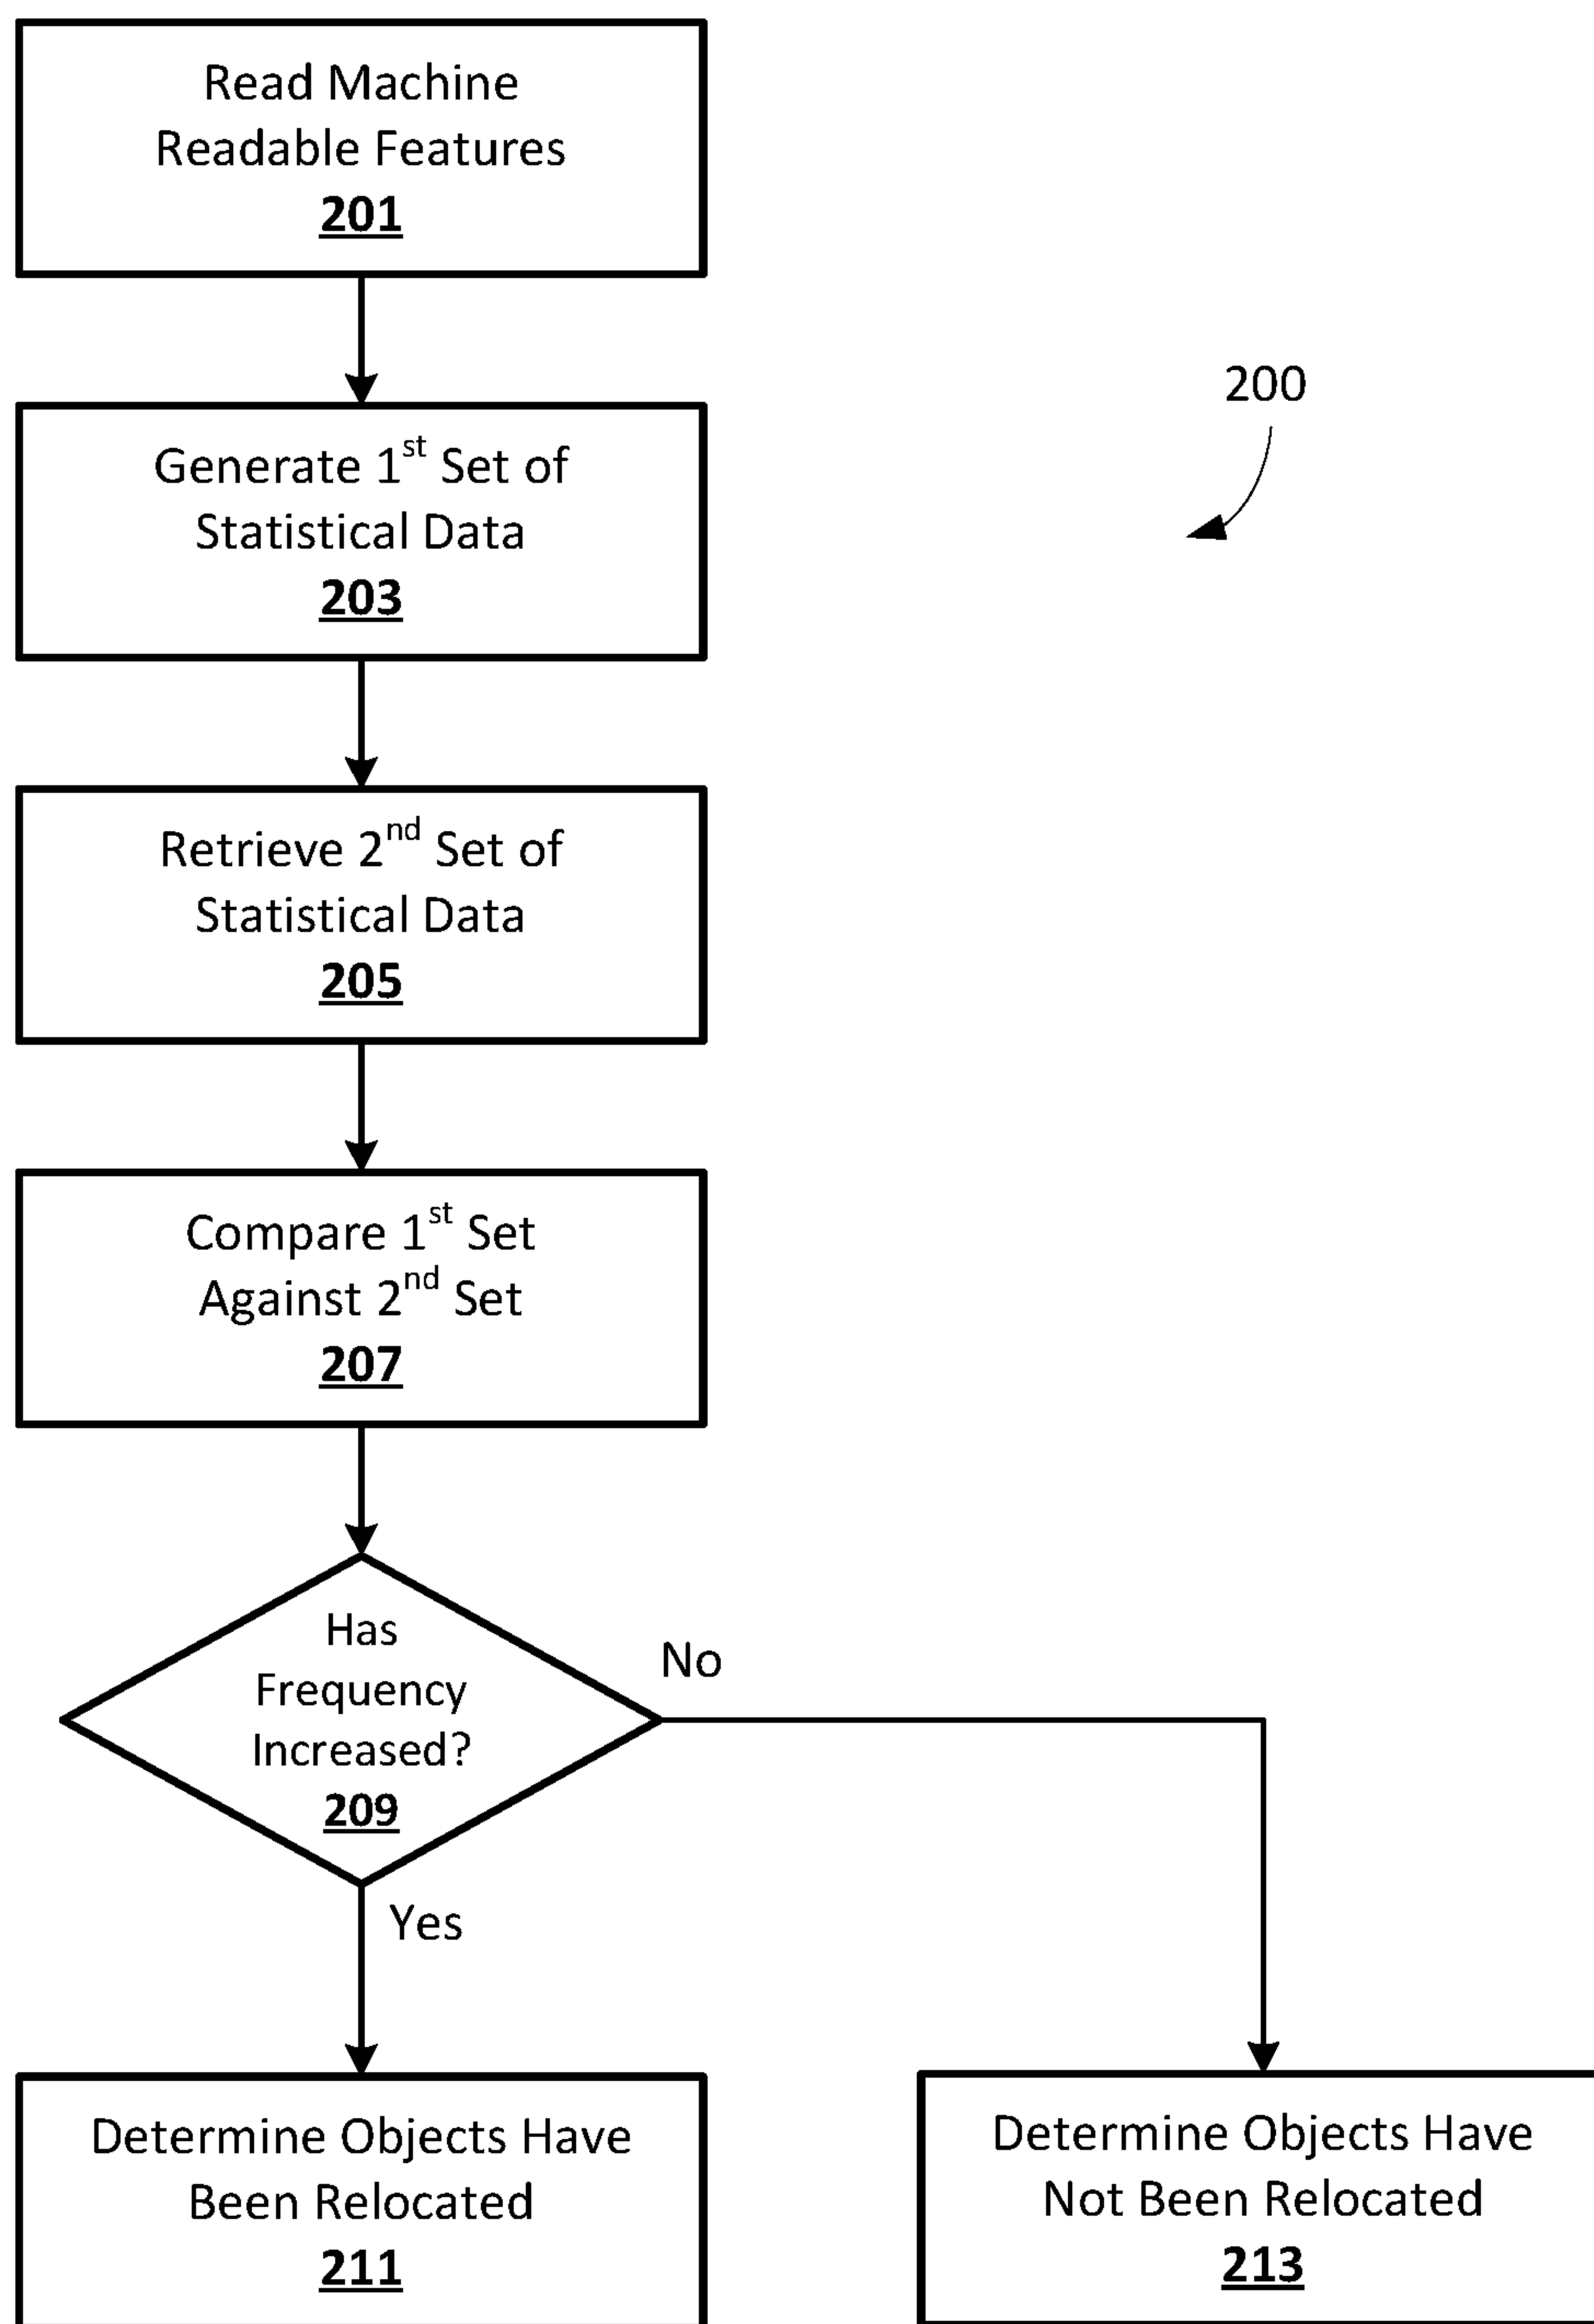 Read Machine
Readable Features
201
200
Generate 1st Set of
Statistical Data
203
Retrieve 2nd Set of
Statistical Data
205
Compare 1st Set
Against 2nd Set
207
Has
Frequency
Increased?
209
No
Yes
Determine Objects Have
Been Relocated
211
Determine Objects Have
Not Been Relocated
213